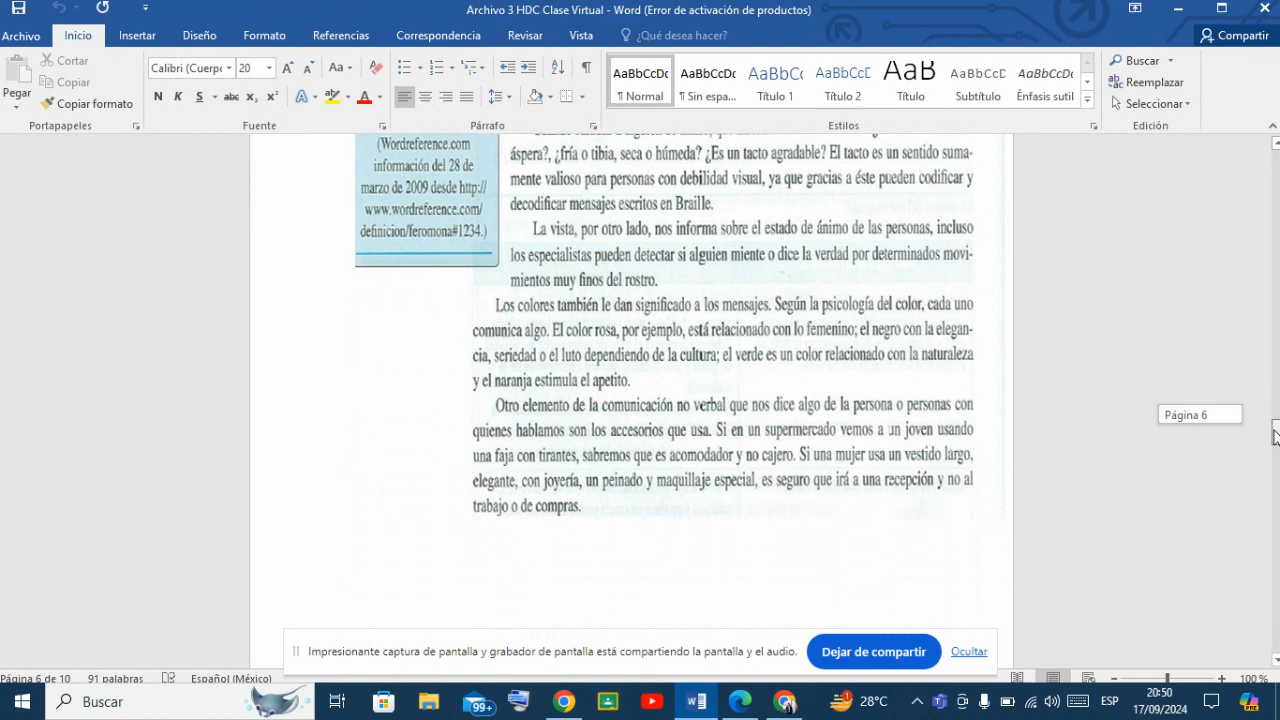 Archivo 3 HDC Clase Virtual - Word (Error de activación de productos)
Archivo Inicio Insertar Diseño Formato Referencias Correspondencia Revisar Vista ¿Qué desea hacer? Compartir
Pegar
Cortar
Copiar
Copiar formato
Portapapeles
Calibri (Cuerpo 20
N K S abc x₂ x²
Fuente
Párrafo
AaBbCcDc AaBbCcDc AaBbCc AaBbCcD AaB AaBbCcD AaBbCcDc
¶ Normal ¶ Sin espa... Título 1 Título 2 Título Subtítulo Énfasis sutil
Estilos
Buscar
Reemplazar
Seleccionar
Edición
(Wordreference.com
información del 28 de
marzo de 2009 desde http://
www.wordreference.com/
definicion/feromona#1234.)
áspera?, ¿fría o tibia, seca o húmeda? ¿Es un tacto agradable? El tacto es un sentido suma-
mente valioso para personas con debilidad visual, ya que gracias a éste pueden codificar y
decodificar mensajes escritos en Braille.
La vista, por otro lado, nos informa sobre el estado de ánimo de las personas, incluso
los especialistas pueden detectar si alguien miente o dice la verdad por determinados movi-
mientos muy finos del rostro.
Los colores también le dan significado a los mensajes. Según la psicología del color, cada uno
comunica algo. El color rosa, por ejemplo, está relacionado con lo femenino; el negro con la elegan-
cia, seriedad o el luto dependiendo de la cultura; el verde es un color relacionado con la naturaleza
y el naranja estimula el apetito.
Otro elemento de la comunicación no verbal que nos dice algo de la persona o personas con
quienes hablamos son los accesorios que usa. Si en un supermercado vemos a un joven usando
una faja con tirantes, sabremos que es acomodador y no cajero. Si una mujer usa un vestido largo,
elegante, con joyería, un peinado y maquillaje especial, es seguro que irá a una recepción y no al
trabajo o de compras.
Página 6
Impresionante captura de pantalla y grabador de pantalla está compartiendo la pantalla y el audio. Dejar de compartir Ocultar
Página 6 de 10 91 palabras Español (México) 100 %
Buscar 99+ 28°C ESP
20:50
17/09/2024